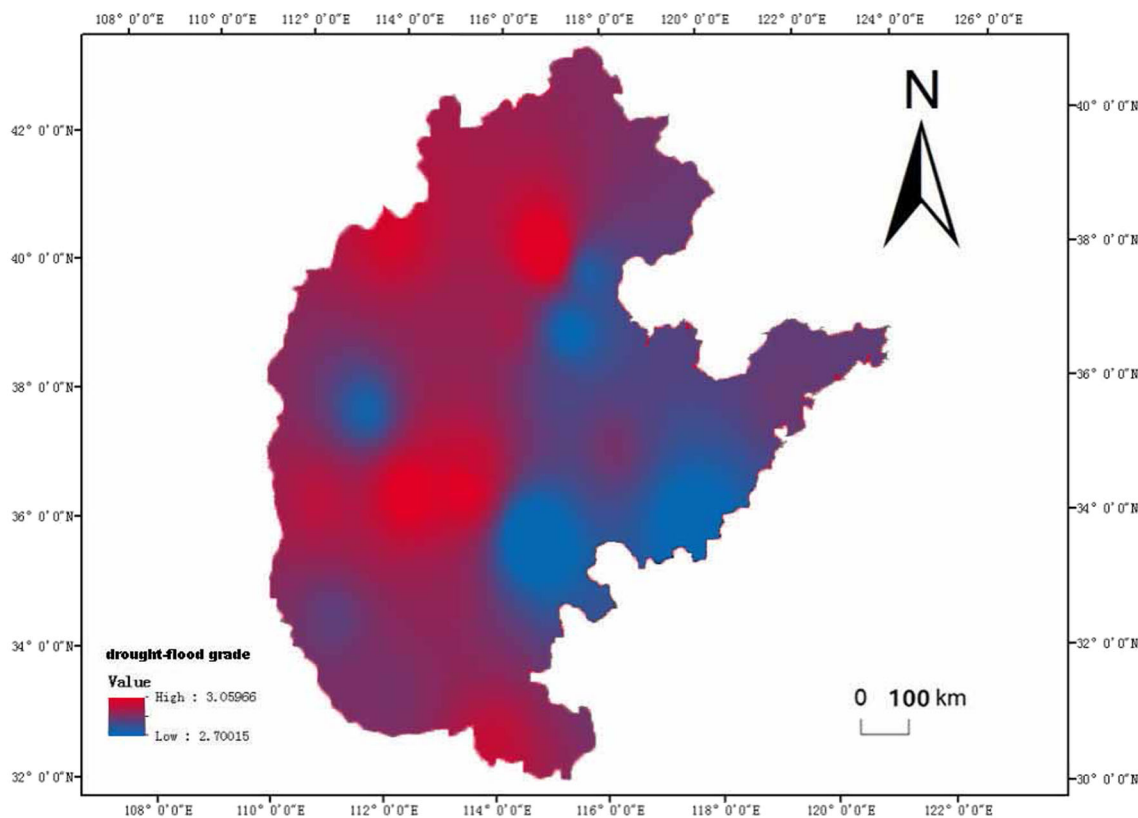 108° 0'0"E 110° 0'0"E 112° 0'0"E 114° 0'0"E 116° 0'0"E 118° 0'0"E 120° 0'0"E 122° 0'0"E 124° 0'0"E 126° 0'0"E
N
42° 0'0"N
40° 0'0"N
40° 0'0"N
38° 0'0"N
38° 0'0"N
36° 0'0"N
36° 0'0"N
34° 0'0"N
34° 0'0"N
32° 0'0"N
drought-flood grade
Value
High : 3.05966
Low : 2.70015
0 100 km
32° 0'0"N
30° 0'0"N
108° 0'0"E 110° 0'0"E 112° 0'0"E 114° 0'0"E 116° 0'0"E 118° 0'0"E 120° 0'0"E 122° 0'0"E